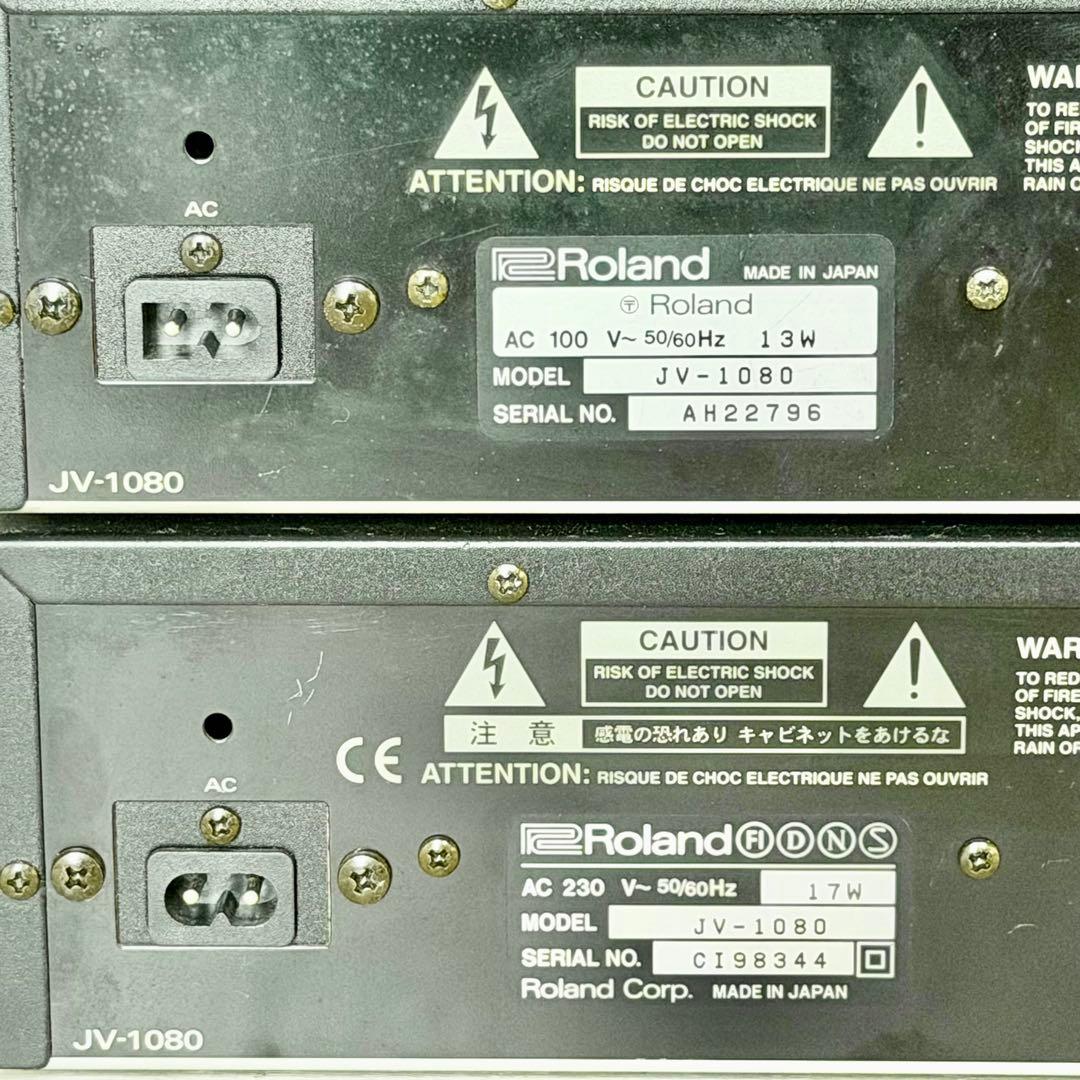 CAUTION
RISK OF ELECTRIC SHOCK
DO NOT OPEN
ATTENTION: RISQUE DE CHOC ELECTRIQUE NE PAS OUVRIR
TO RE
OF FIR
SHOCK
THIS A
RAIN O
AC
Roland MADE IN JAPAN
〶 Roland
AC 100 V~ 50/60Hz 13W
MODEL JV-1080
SERIAL NO. AH22796
JV-1080
CAUTION
RISK OF ELECTRIC SHOCK
DO NOT OPEN
注 意 感電の恐れあり キャビネットをあけるな
CE ATTENTION: RISQUE DE CHOC ELECTRIQUE NE PAS OUVRIR
WAR
TO RED
OF FIRE
SHOCK,
THIS AP
RAIN OR
AC
Roland FI D N S
AC 230 V~ 50/60Hz 17W
MODEL JV-1080
SERIAL NO. CI98344
Roland Corp. MADE IN JAPAN
JV-1080